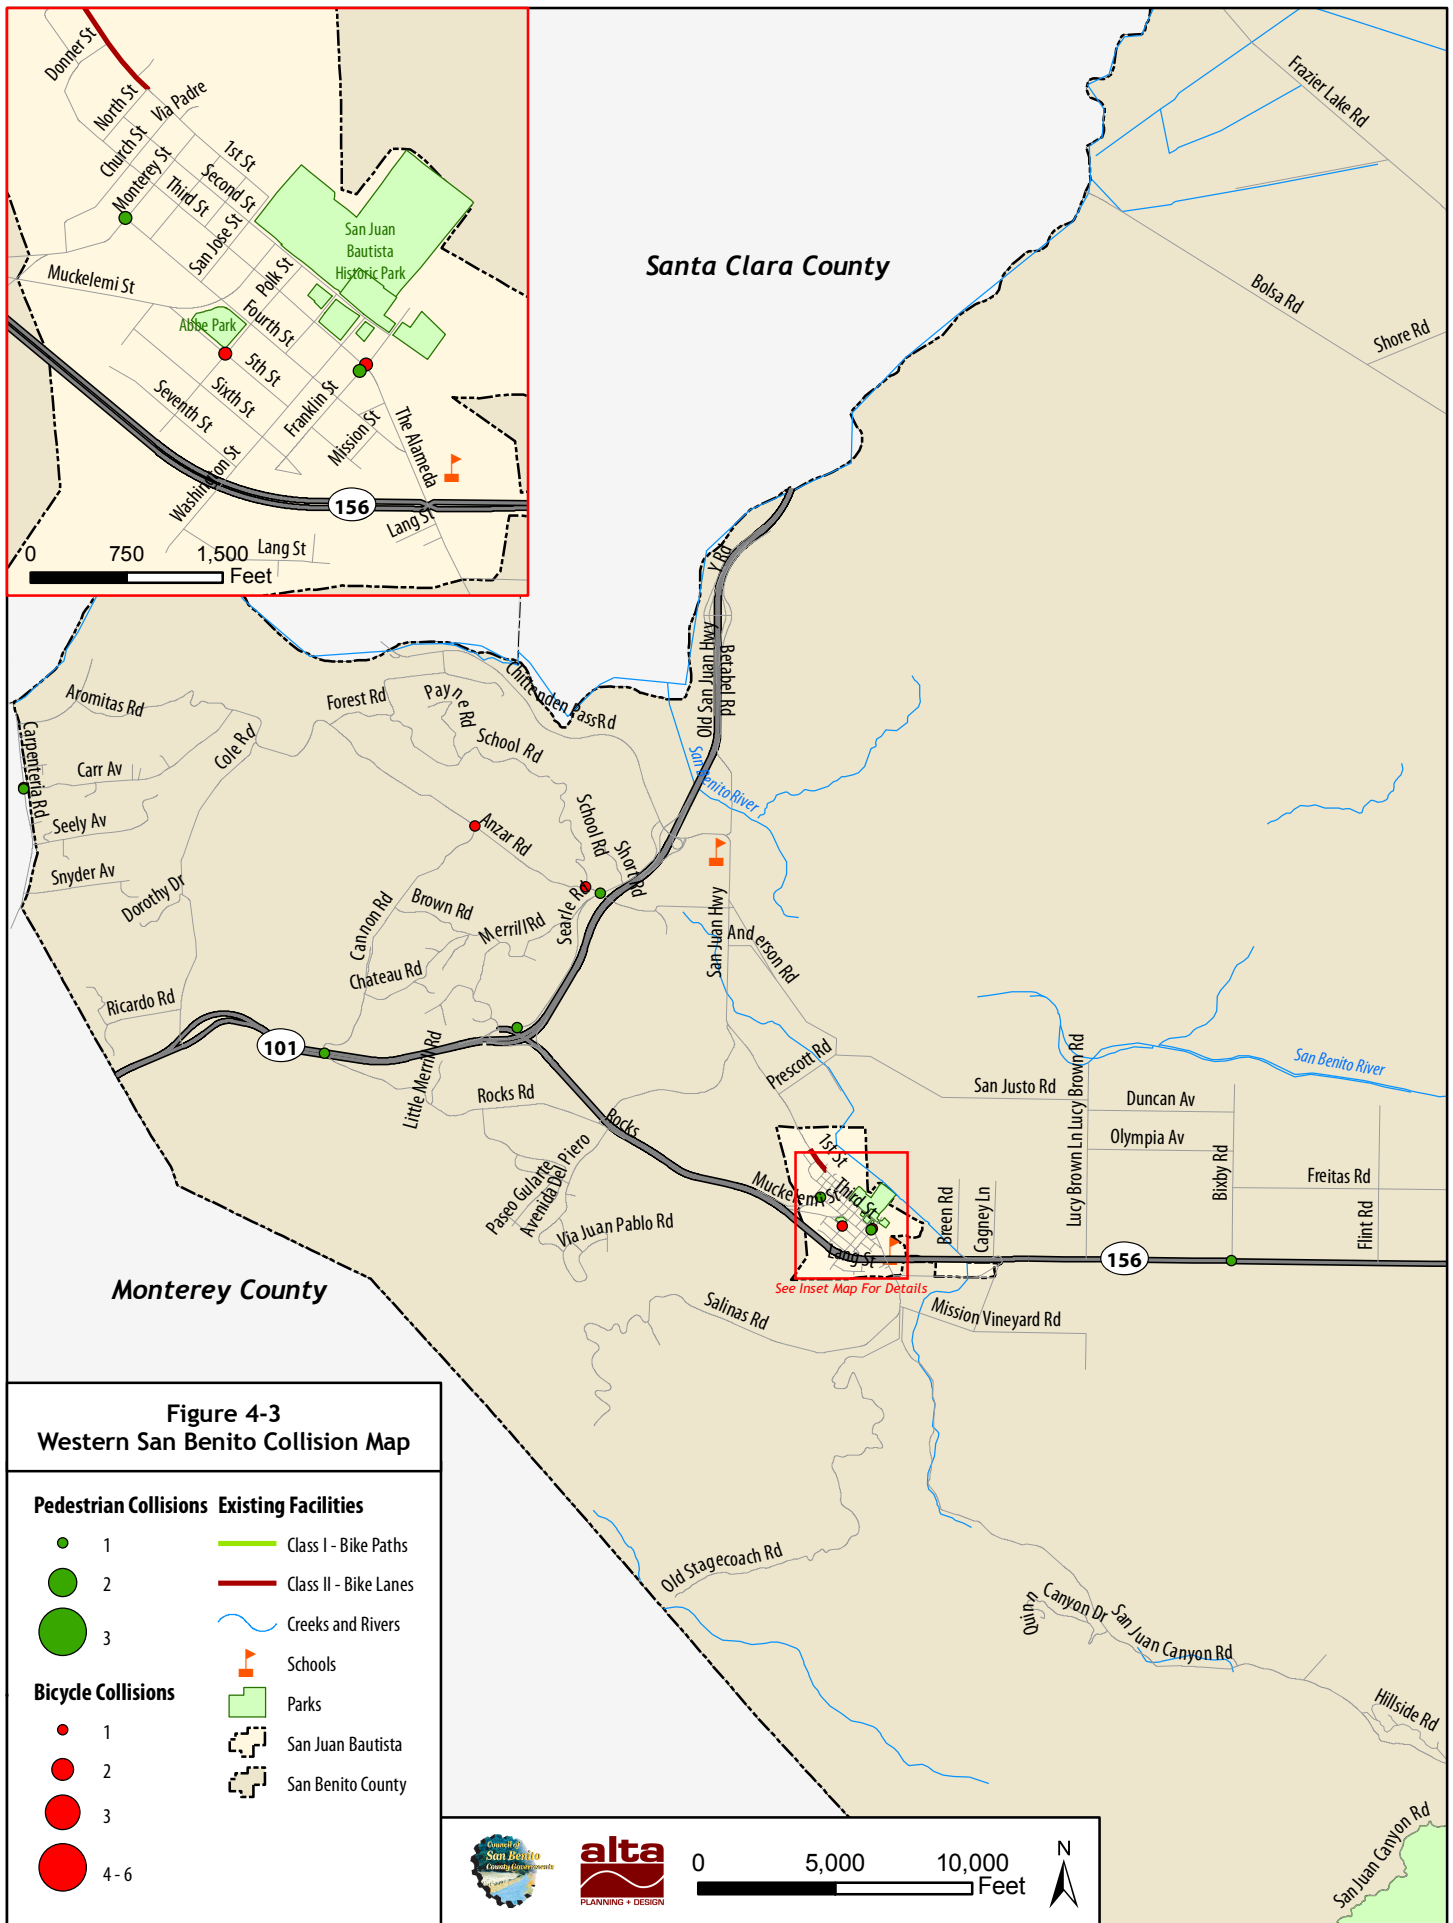 Donner St
North St
Via Padre
Church St
Monterey St
1st St
Second St
Third St
San Jose St
Muckelemi St
Polk St
Fourth St
San Juan
Bautista
Historic Park
Abbe Park
5th St
Sixth St
Seventh St
Franklin St
Mission St
The Alameda
Washington St
156
Lang St
Lang St
0 750 1,500
Feet
Frazier Lake Rd
Santa Clara County
Bolsa Rd
Shore Rd
Y Rd
Old San Juan Hwy
Betabel Rd
Chittenden Pass Rd
Aromitas Rd
Forest Rd
Payne Rd
School Rd
Carpenteria Rd
Cole Rd
Carr Av
San Benito River
Seely Av
Anzar Rd
School Rd
Short Rd
Snyder Av
Dorothy Dr
Cannon Rd
Brown Rd
Merrill Rd
Searle Rd
San Juan Hwy
Anderson Rd
Chateau Rd
Ricardo Rd
101
Little Merrill Rd
Rocks Rd
Rocks
Prescott Rd
San Justo Rd
Lucy Brown Rd
Lucy Brown Ln
San Benito River
Duncan Av
Olympia Av
Bixby Rd
Freitas Rd
Flint Rd
Paseo Gularte
Avenida Del Piero
Via Juan Pablo Rd
1st St
Muckelemi St
Third St
Lang St
Breen Rd
Cagney Ln
156
See Inset Map For Details
Monterey County
Salinas Rd
Mission Vineyard Rd
Old Stagecoach Rd
Quinn Canyon Dr
San Juan Canyon Rd
Hillside Rd
San Juan Canyon Rd
Figure 4-3
Western San Benito Collision Map
Pedestrian Collisions
1
2
3
Bicycle Collisions
1
2
3
4 - 6
Existing Facilities
Class I - Bike Paths
Class II - Bike Lanes
Creeks and Rivers
Schools
Parks
San Juan Bautista
San Benito County
Council of
San Benito
County Governments
alta
PLANNING + DESIGN
0 5,000 10,000
Feet
N